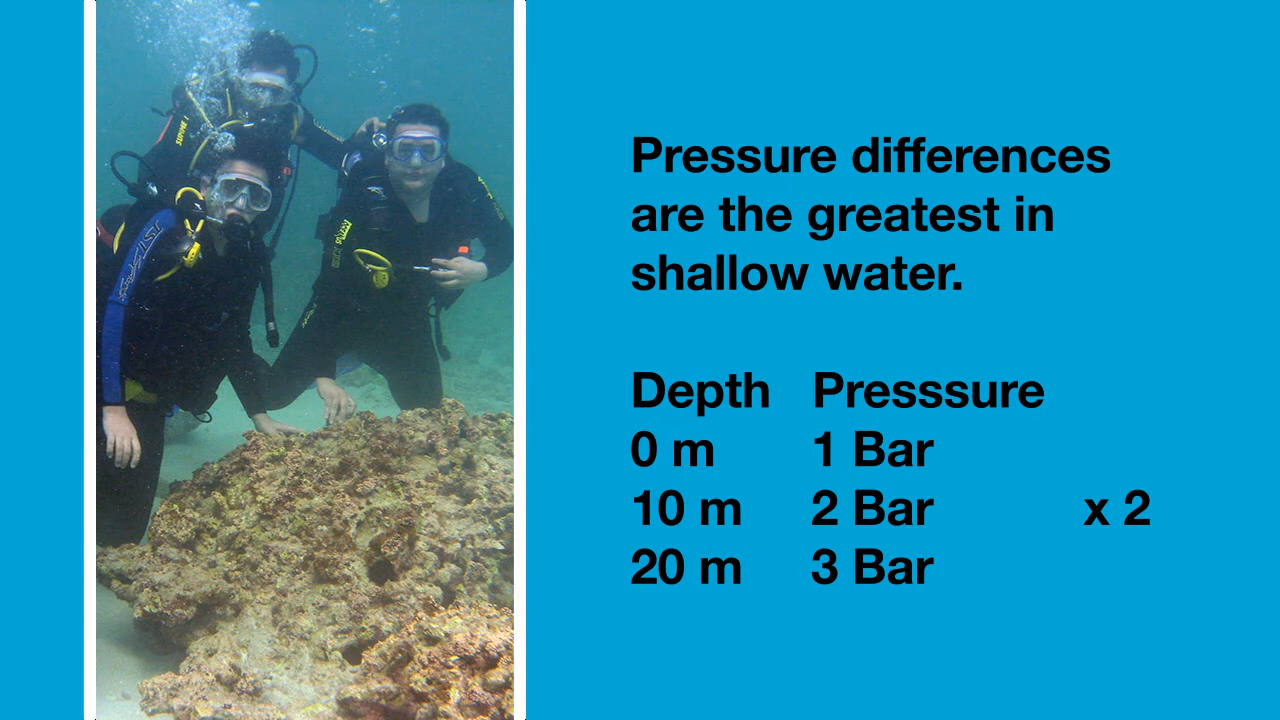 Pressure differences
are the greatest in
shallow water.
Depth Presssure
0 m 1 Bar
10 m 2 Bar x 2
20 m 3 Bar